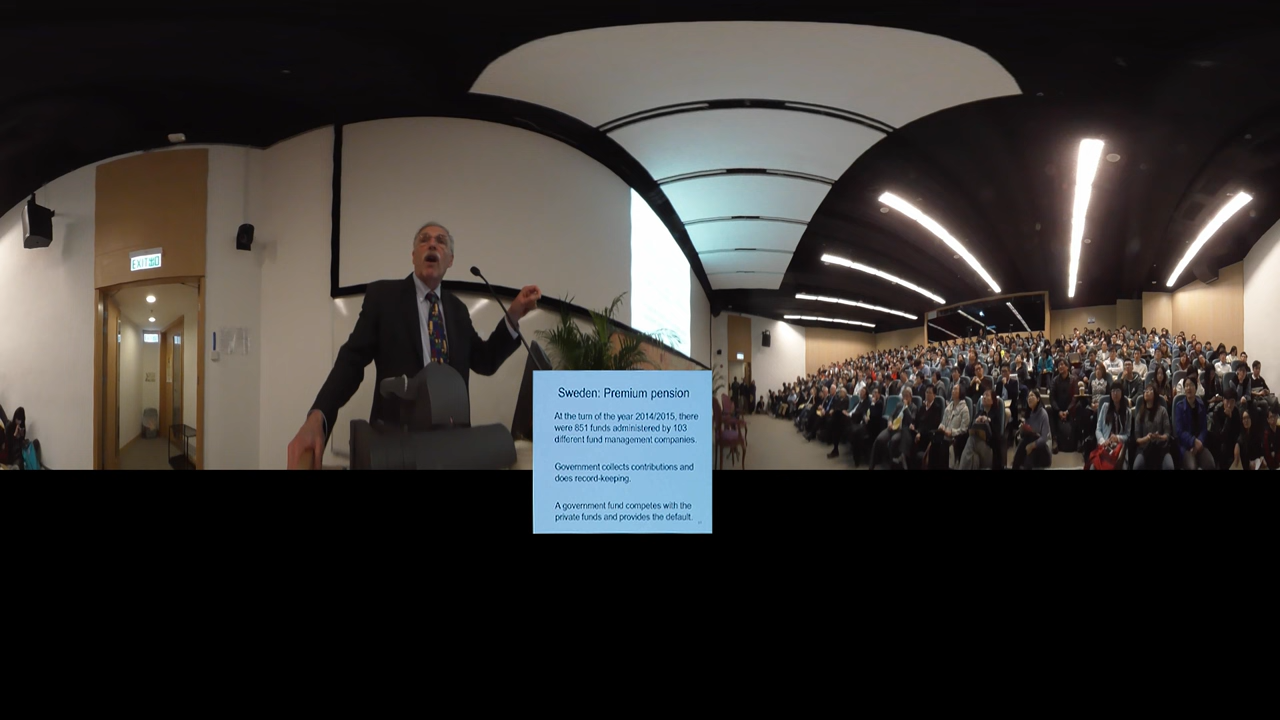 EXIT 出口
Sweden: Premium pension
At the turn of the year 2014/2015, there
were 851 funds administered by 103
different fund management companies.
Government collects contributions and
does record-keeping.
A government fund competes with the
private funds and provides the default.